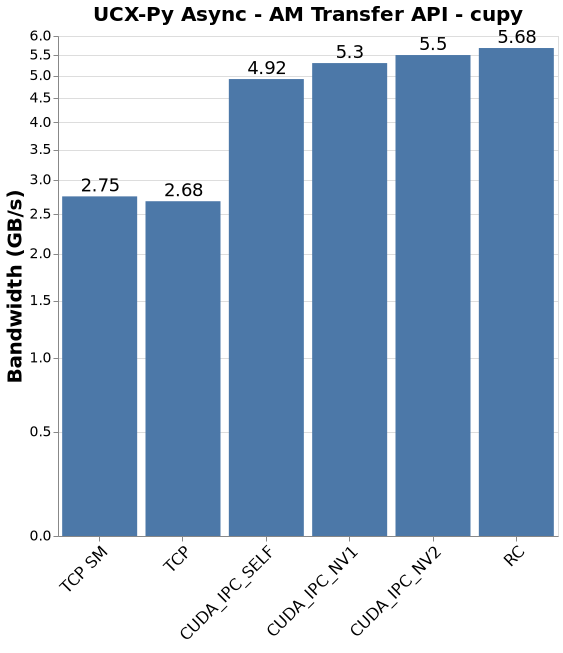 UCX-Py Async - AM Transfer API - cupy
Bandwidth (GB/s)
6.0
5.5
5.0
4.5
4.0
3.5
3.0
2.5
2.0
1.5
1.0
0.5
0.0
2.75
2.68
4.92
5.3
5.5
5.68
TCP SM
TCP
CUDA_IPC_SELF
CUDA_IPC_NV1
CUDA_IPC_NV2
RC